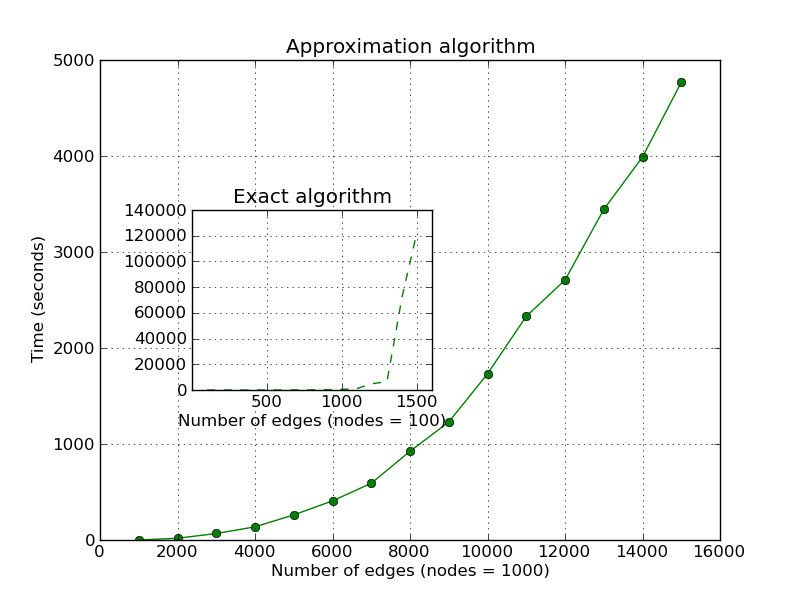 Approximation algorithm
5000
4000
3000
2000
1000
0
Time (seconds)
Exact algorithm
140000
120000
100000
80000
60000
40000
20000
0
500 1000 1500
Number of edges (nodes = 100)
0 2000 4000 6000 8000 10000 12000 14000 16000
Number of edges (nodes = 1000)